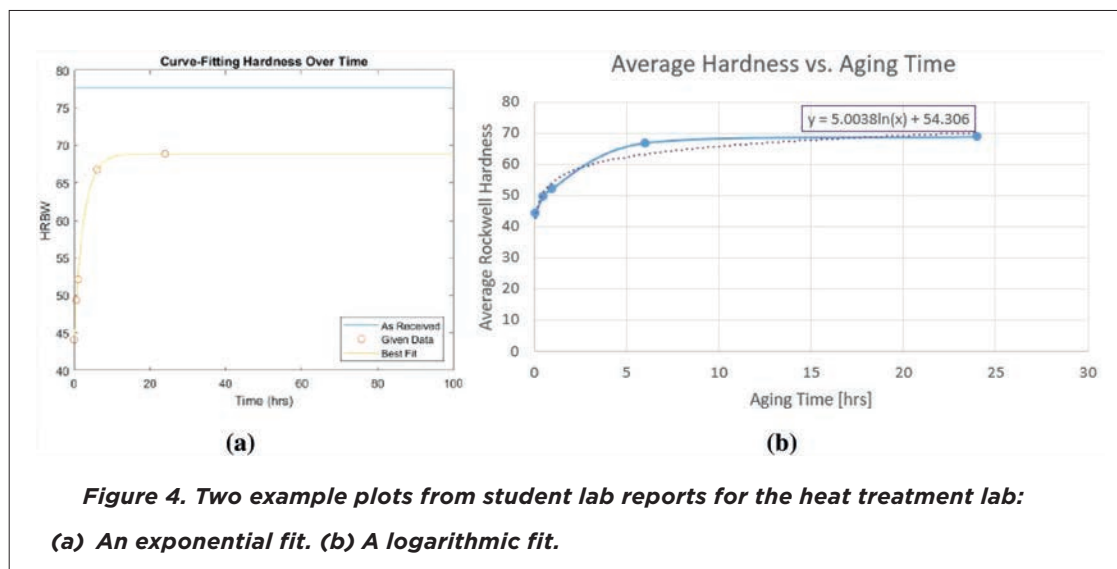 Curve-Fitting Hardness Over Time
80
75
70
65
60
55
50
45
40
HRBW
0
20
40
60
80
100
Time (hrs)
As Received
Given Data
Best Fit
(a)
Average Hardness vs. Aging Time
y = 5.0038ln(x) + 54.306
80
70
60
50
40
30
20
10
0
Average Rockwell Hardness
0
5
10
15
20
25
30
Aging Time [hrs]
(b)
Figure 4. Two example plots from student lab reports for the heat treatment lab:
(a) An exponential fit. (b) A logarithmic fit.